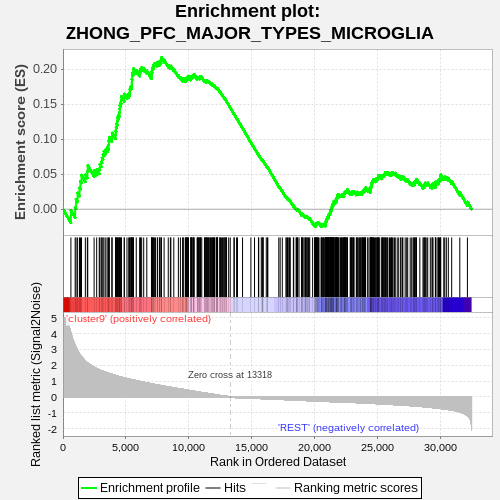 Enrichment plot:
ZHONG_PFC_MAJOR_TYPES_MICROGLIA
Enrichment score (ES)
0.20
0.15
0.10
0.05
0.00
Ranked list metric (Signal2Noise)
'cluster9' (positively correlated)
5
4
3
2
1
0
-1
-2
Zero cross at 13318
'REST' (negatively correlated)
0
5,000
10,000
15,000
20,000
25,000
30,000
Rank in Ordered Dataset
Enrichment profile
Hits
Ranking metric scores